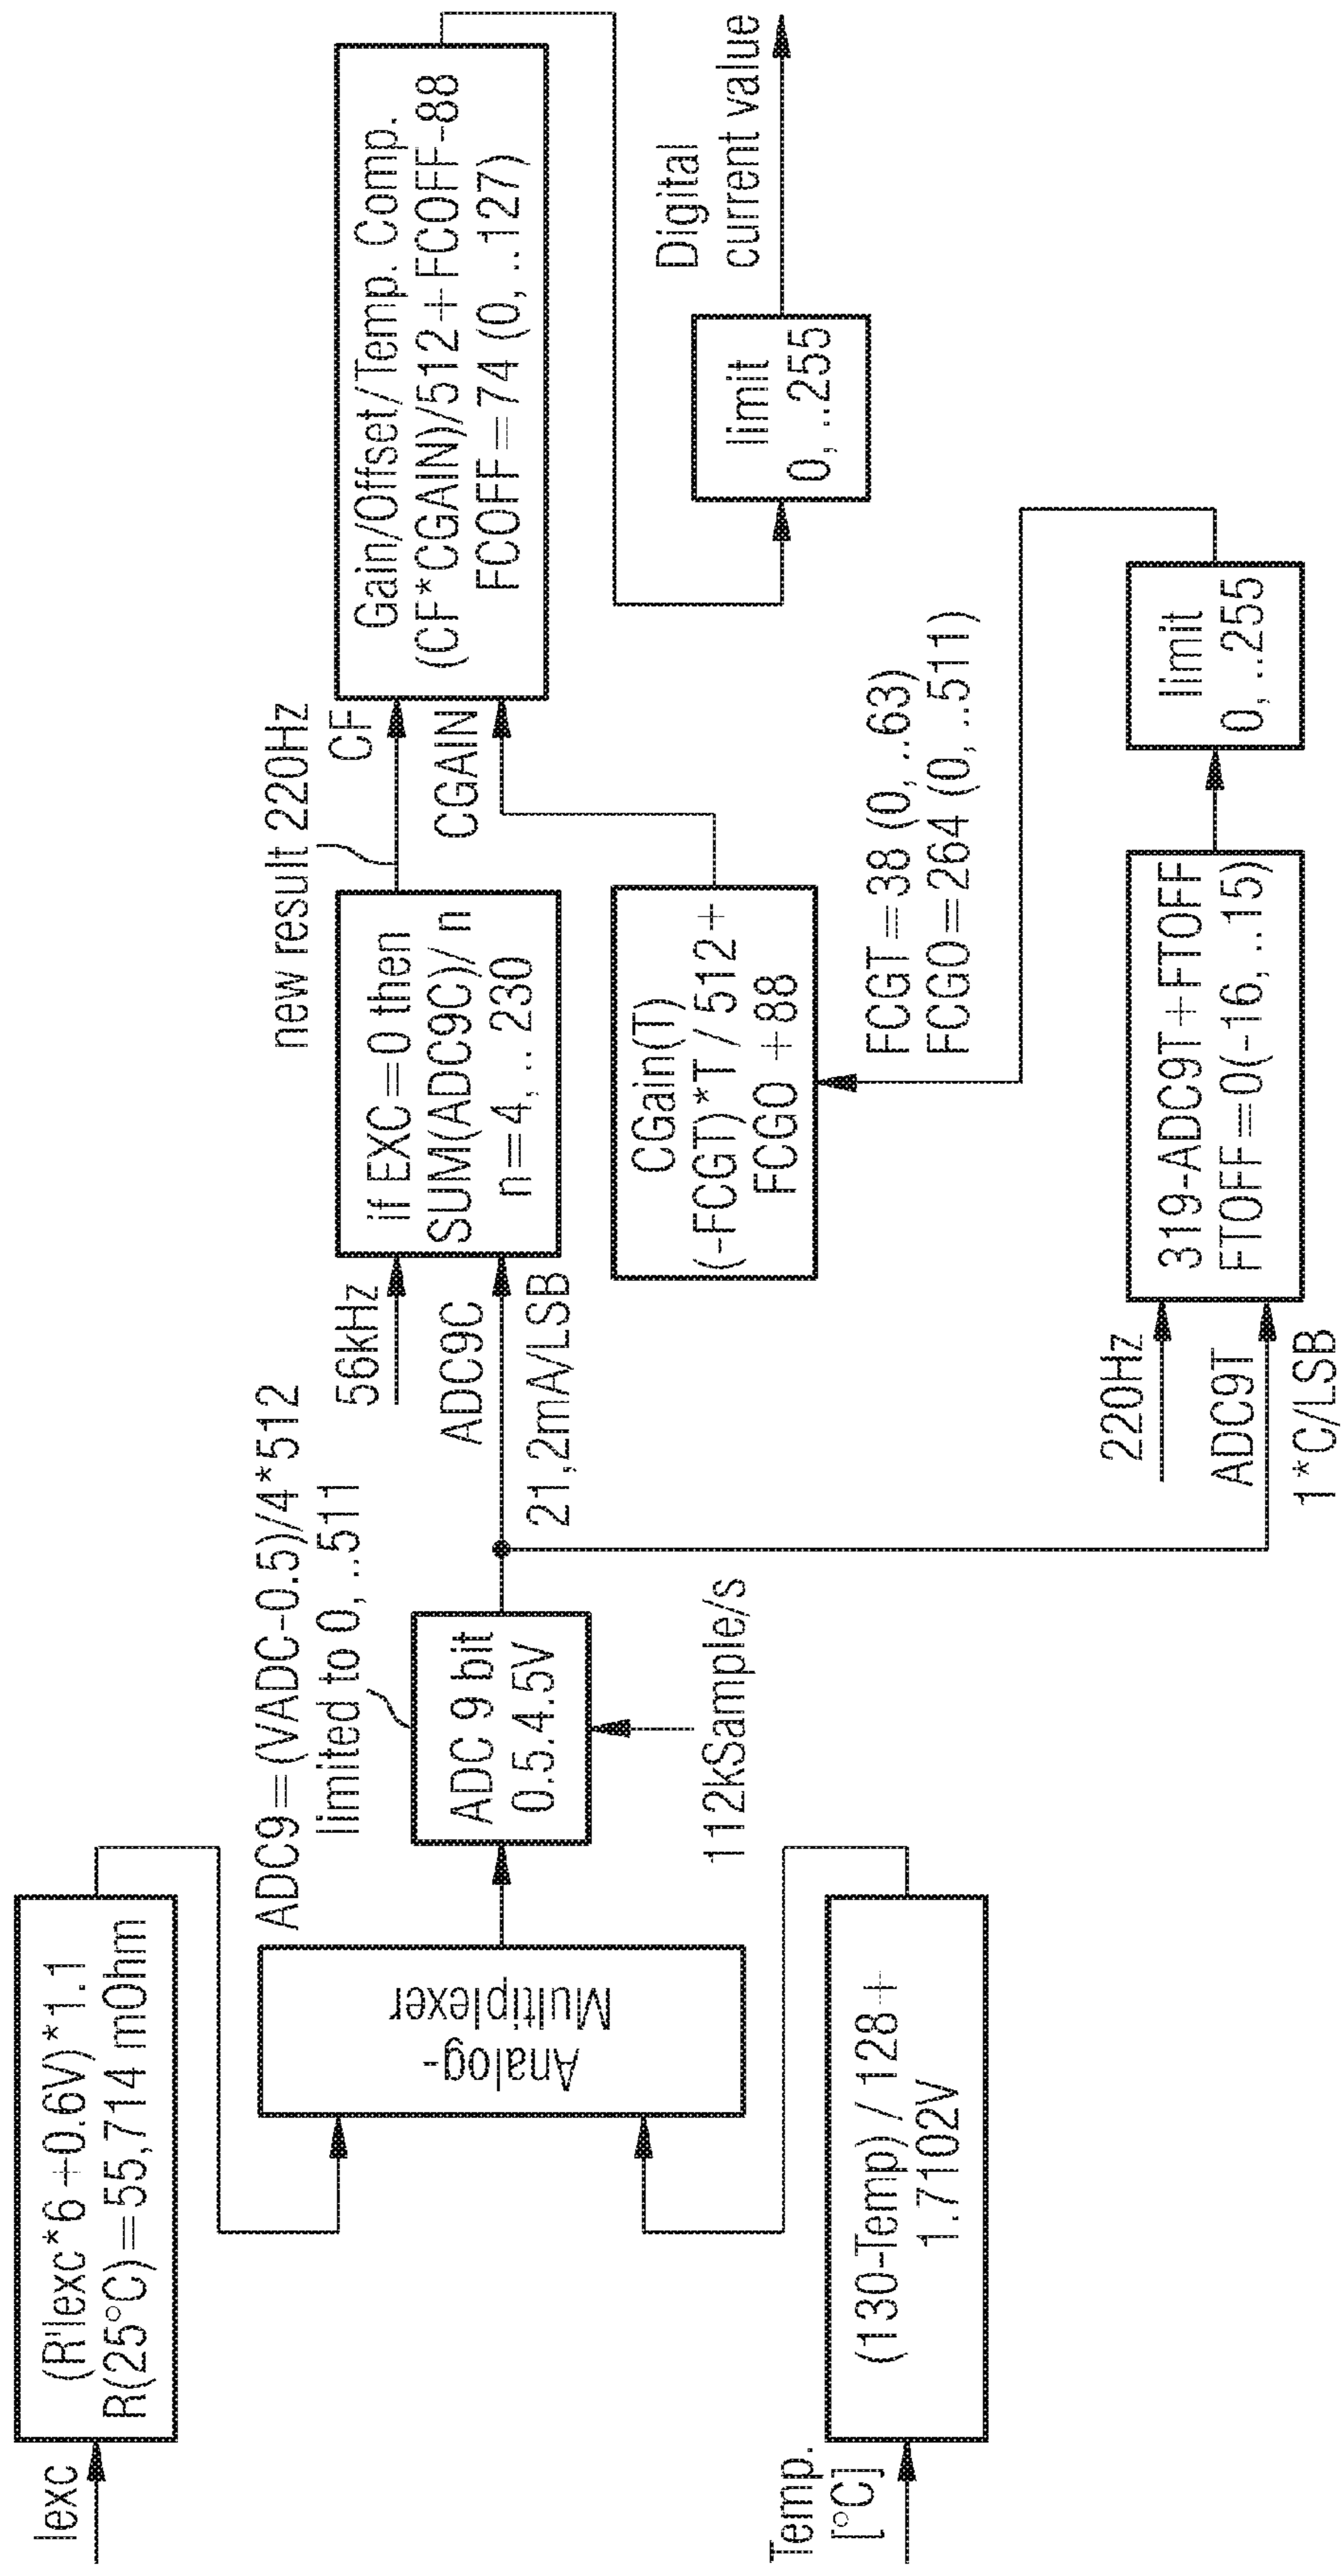 Iexc
(R'Iexc*6+0.6V)*1.1
R(25°C)=55,714 mOhm
Temp.
[°C]
(130-Temp)/128+
1.7102V
Analog-
Multiplexer
ADC9=(VADC-0.5)/4*512
limited to 0, ..511
ADC 9 bit
0.5.4.5V
112kSample/s
56kHz
ADC9C
21,2mA/LSB
if EXC=0 then
SUM(ADC9C)/n
n=4, .. 230
new result 220Hz
CF
CGAIN
220Hz
ADC9T
1*C/LSB
319-ADC9T+FTOFF
FTOFF=0(-16, ..15)
limit
0, ..255
FCGT=38 (0, ..63)
FCGO=264 (0, ..511)
CGain(T)
(-FCGT)*T/512+
FCGO +88
Gain/Offset/Temp. Comp.
(CF*CGAIN)/512+FCOFF-88
FCOFF=74 (0, ..127)
limit
0, ..255
Digital
current value